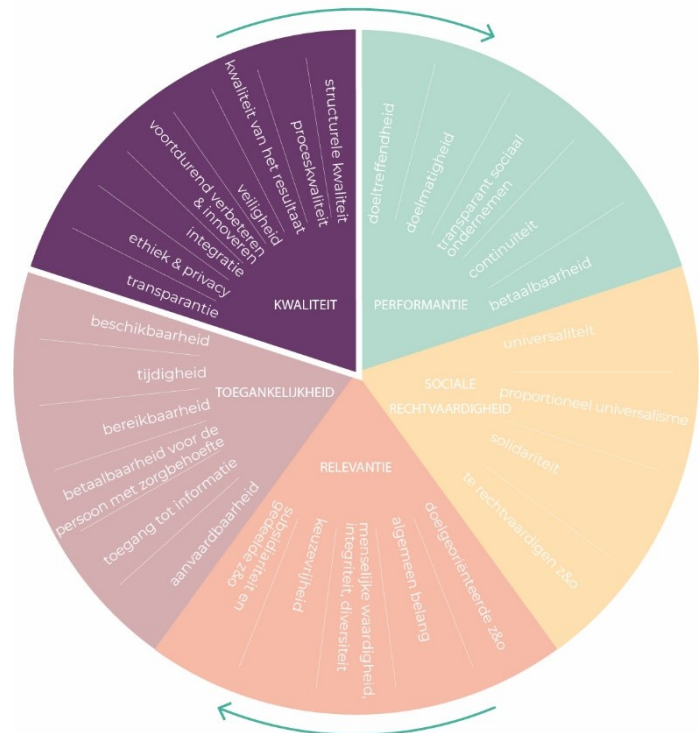 KWALITEIT
structurele kwaliteit
proceskwaliteit
kwaliteit van het resultaat
veiligheid
voortdurend verbeteren
& innoveren
integratie
ethiek & privacy
transparantie
PERFORMANTIE
doeltreffendheid
doelmatigheid
transparant sociaal
ondernemen
continuïteit
betaalbaarheid
SOCIALE
RECHTVAARDIGHEID
universaliteit
proportioneel universalisme
solidariteit
te rechtvaardigen z&o
RELEVANTIE
doelgeoriënteerde z&o
algemeen belang
menselijke waardigheid,
integriteit, diversiteit
keuzevrijheid
subsidiariteit en
gedeelde z&o
TOEGANKELIJKHEID
beschikbaarheid
tijdigheid
bereikbaarheid
betaalbaarheid voor de
persoon met zorgbehoefte
toegang tot informatie
aanvaardbaarheid